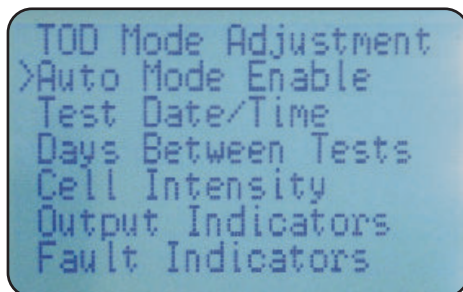 TOD Mode Adjustment
>Auto Mode Enable
Test Date/Time
Days Between Tests
Cell Intensity
Output Indicators
Fault Indicators